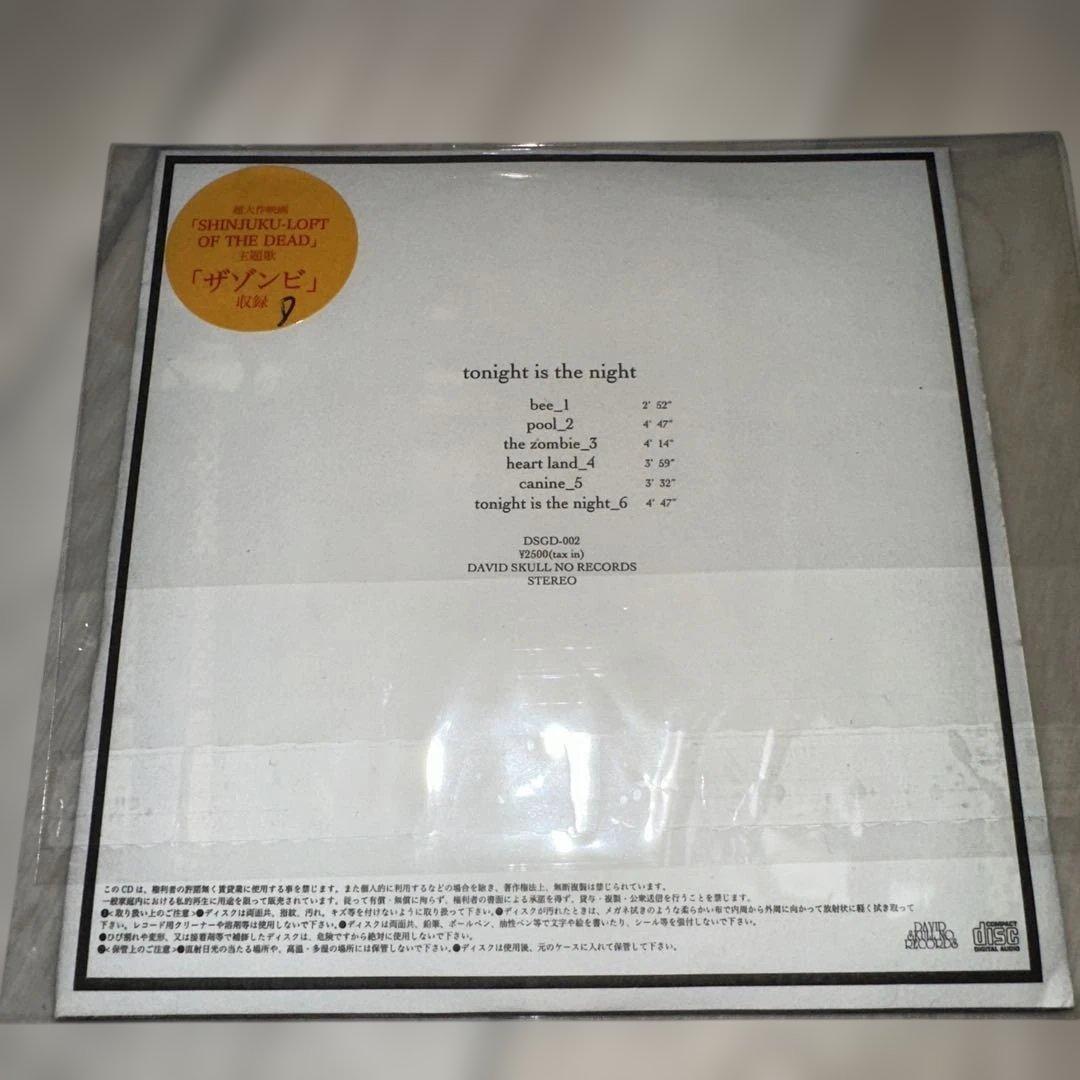 超大作映画
「SHINJUKU-LOFT
OF THE DEAD」
主題歌
「ザゾンビ」
収録
tonight is the night
bee_1 2' 52"
pool_2 4' 47"
the zombie_3 4' 14"
heart land_4 3' 59"
canine_5 3' 32"
tonight is the night_6 4' 47"
DSGD-002
¥2500(tax in)
DAVID SKULL NO RECORDS
STEREO
このCDは、権利者の許諾無く賃貸業に使用する事を禁じます。また個人的に利用するなどの場合を除き、著作権法上、無断複製は禁じられています。
一般家庭内における私的再生に用途を限って販売されています。従って有償・無償に拘らず、権利者の書面による承諾を得ず、貸与・複製・公衆送信を行うことを禁じます。
●<取り扱い上のご注意>●ディスクは両面共、指紋、汚れ、キズ等を付けないように取り扱って下さい。●ディスクが汚れたときは、メガネ拭きのような柔らかい布で内周から外周に向かって放射状に軽く拭き取って
下さい。レコード用クリーナーや溶剤等は使用しないで下さい。●ディスクは両面共、鉛筆、ボールペン、油性ペン等で文字や絵を書いたり、シール等を張付しないで下さい。
●ひび割れや変形、又は接着剤等で補修したディスクは、危険ですから絶対に使用しないで下さい。
●<保管上のご注意>●直射日光の当たる場所や、高温・多湿の場所には保管しないで下さい。●ディスクは使用後、元のケースに入れて保管して下さい。
DAVID
SKULL NO
RECORDS
COMPACT
disc
DIGITAL AUDIO